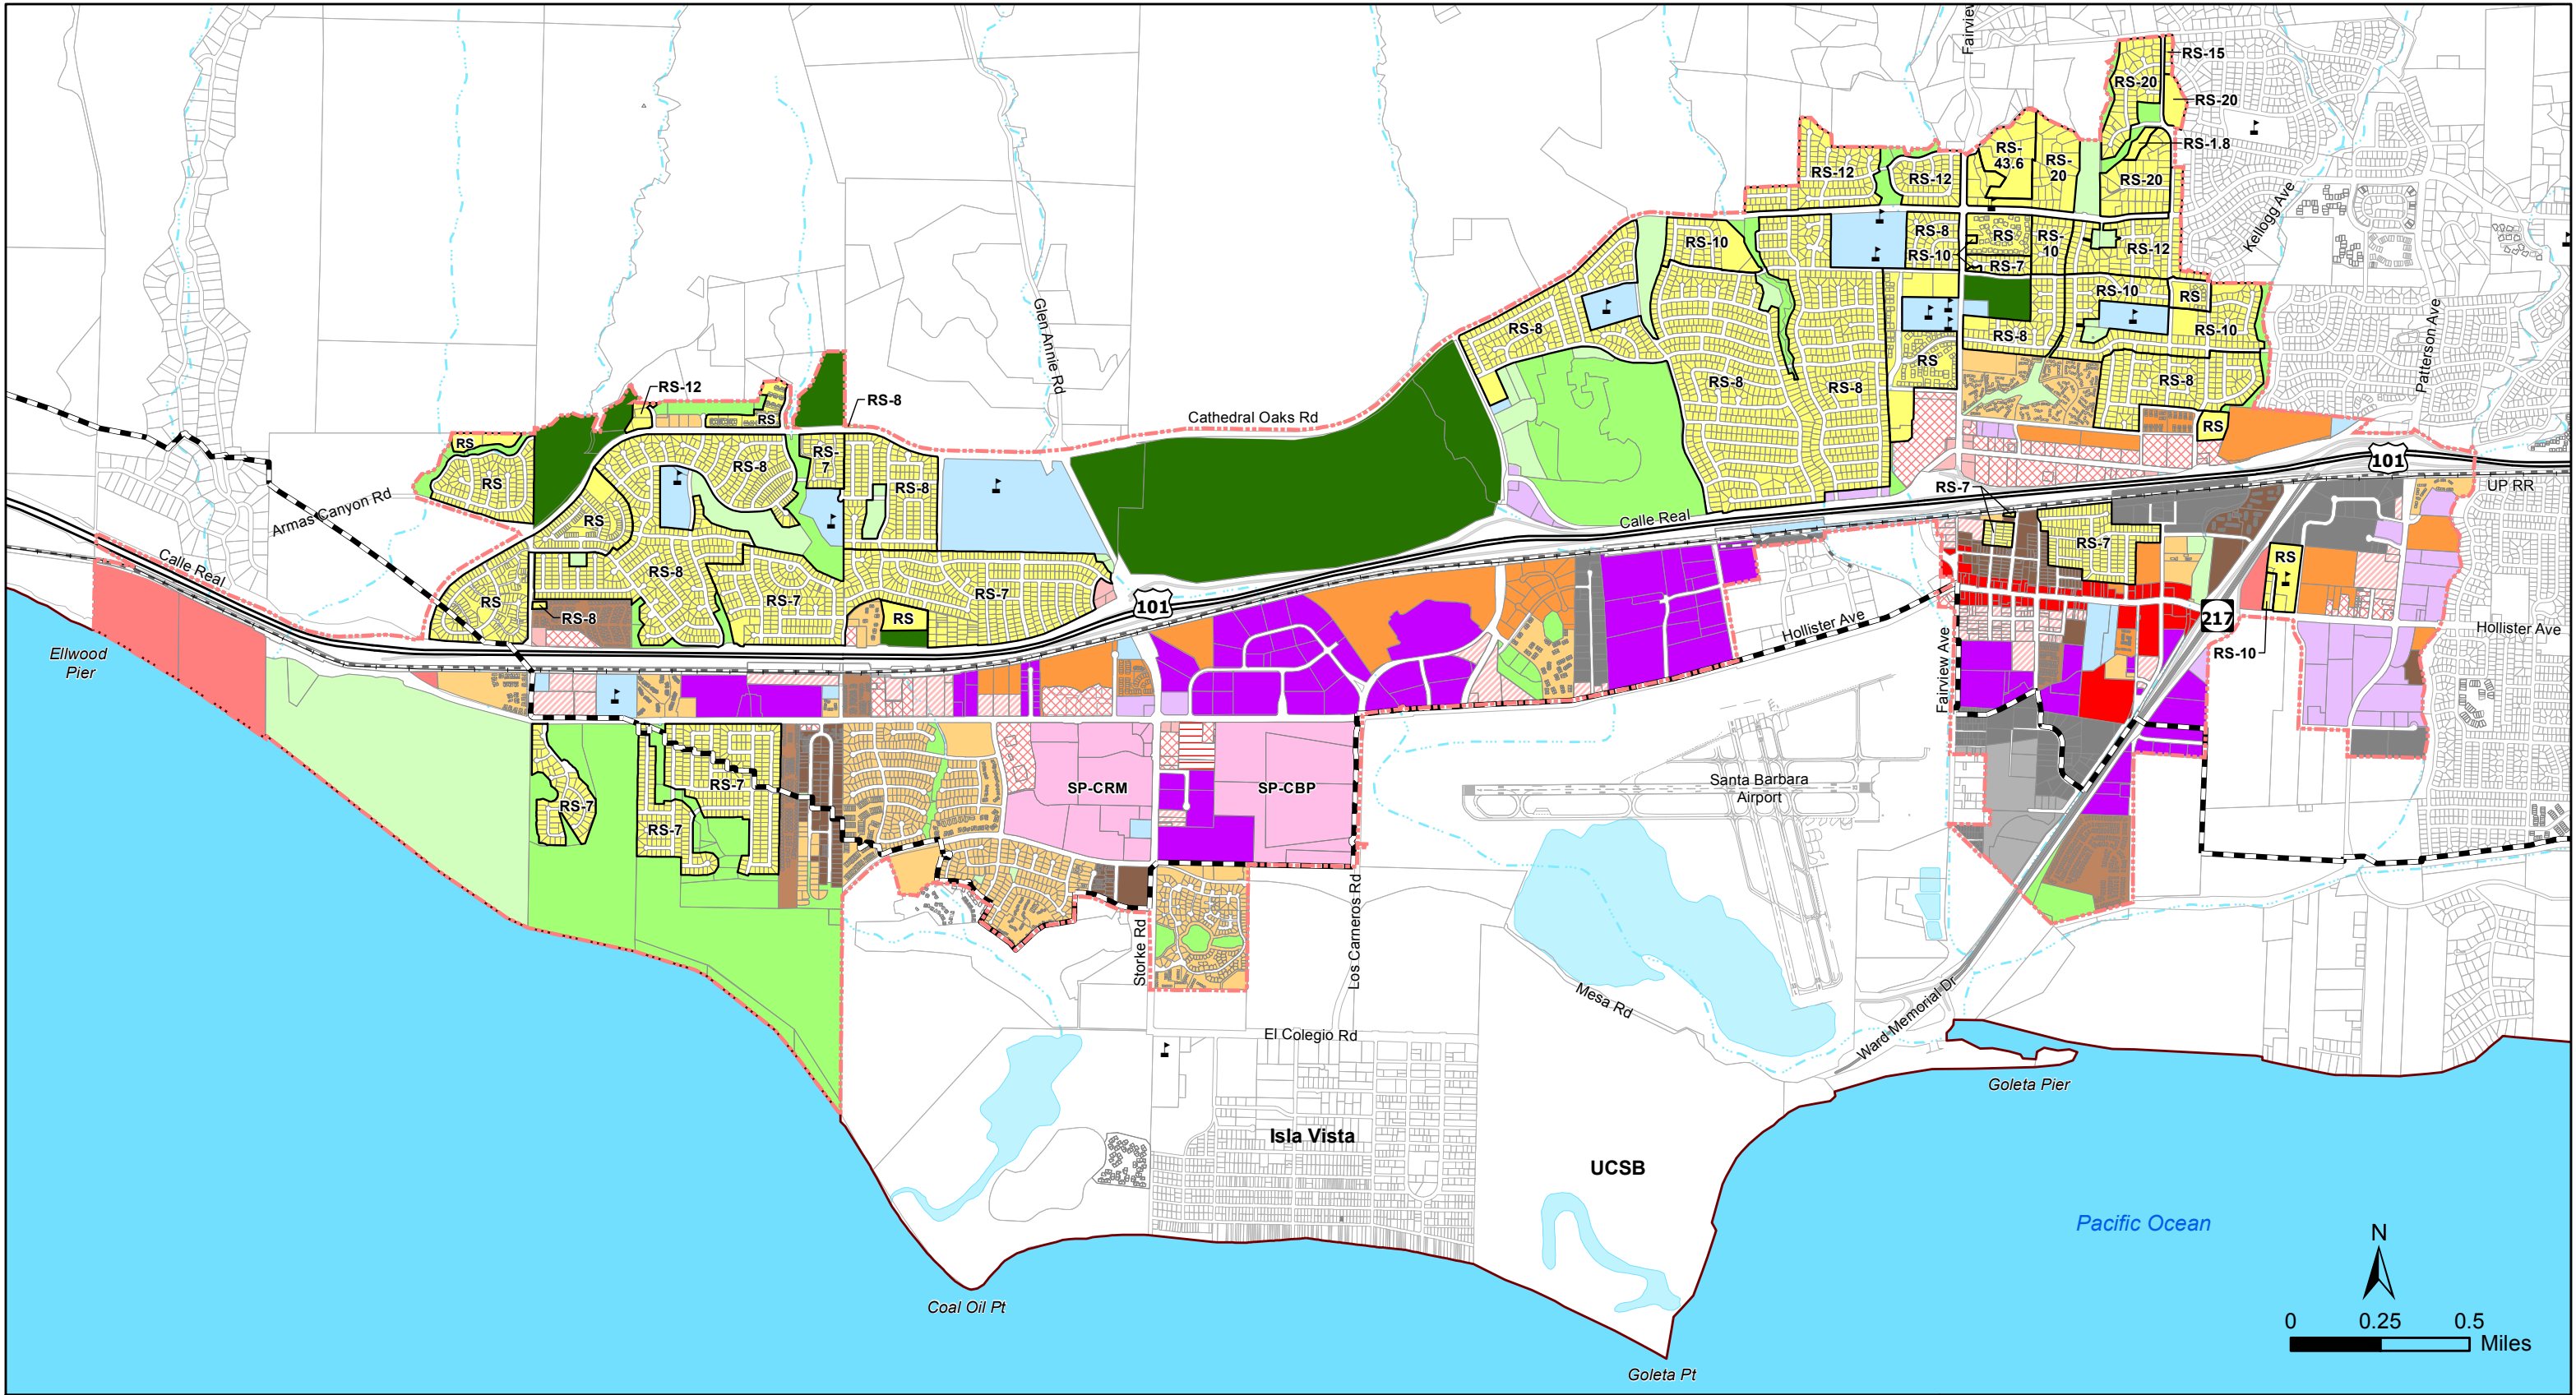 Fairview
RS-15
RS-20
RS-20
RS-1.8
RS-
43.6
RS-
20
RS-12
RS-12
RS-20
Kellogg Ave
RS-10
RS-8
RS
RS-
10
RS-12
RS-10
RS-7
RS-10
RS
Glen Annie Rd
RS-8
RS-8
RS-10
Patterson Ave
RS
RS-12
RS-8
RS-8
RS-8
RS-8
RS
Cathedral Oaks Rd
RS
RS
RS-
7
RS-8
101
RS
RS-8
UP RR
Armas Canyon Rd
RS
Calle Real
RS-7
RS-7
Calle Real
RS-8
RS
RS
RS-7
RS-7
101
RS-8
RS
217
Hollister Ave
Hollister Ave
Ellwood
Pier
RS-10
Fairview Ave
RS-7
RS-7
RS-7
SP-CRM
SP-CBP
Santa Barbara
Airport
Storke Rd
Los Carneros Rd
Mesa Rd
Ward Memorial Dr
El Colegio Rd
Goleta Pier
Isla Vista
UCSB
Pacific Ocean
N
Coal Oil Pt
0 0.25 0.5
Miles
Goleta Pt